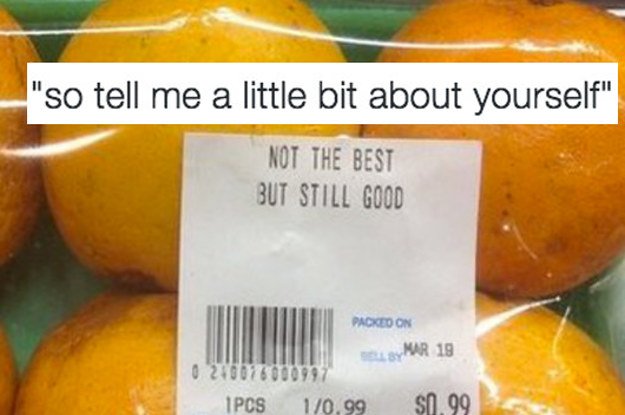 "so tell me a little bit about yourself"
NOT THE BEST
BUT STILL GOOD
PACKED ON
SELL BY MAR 19
0 240076000997
1PCS 1/0.99 $0.99